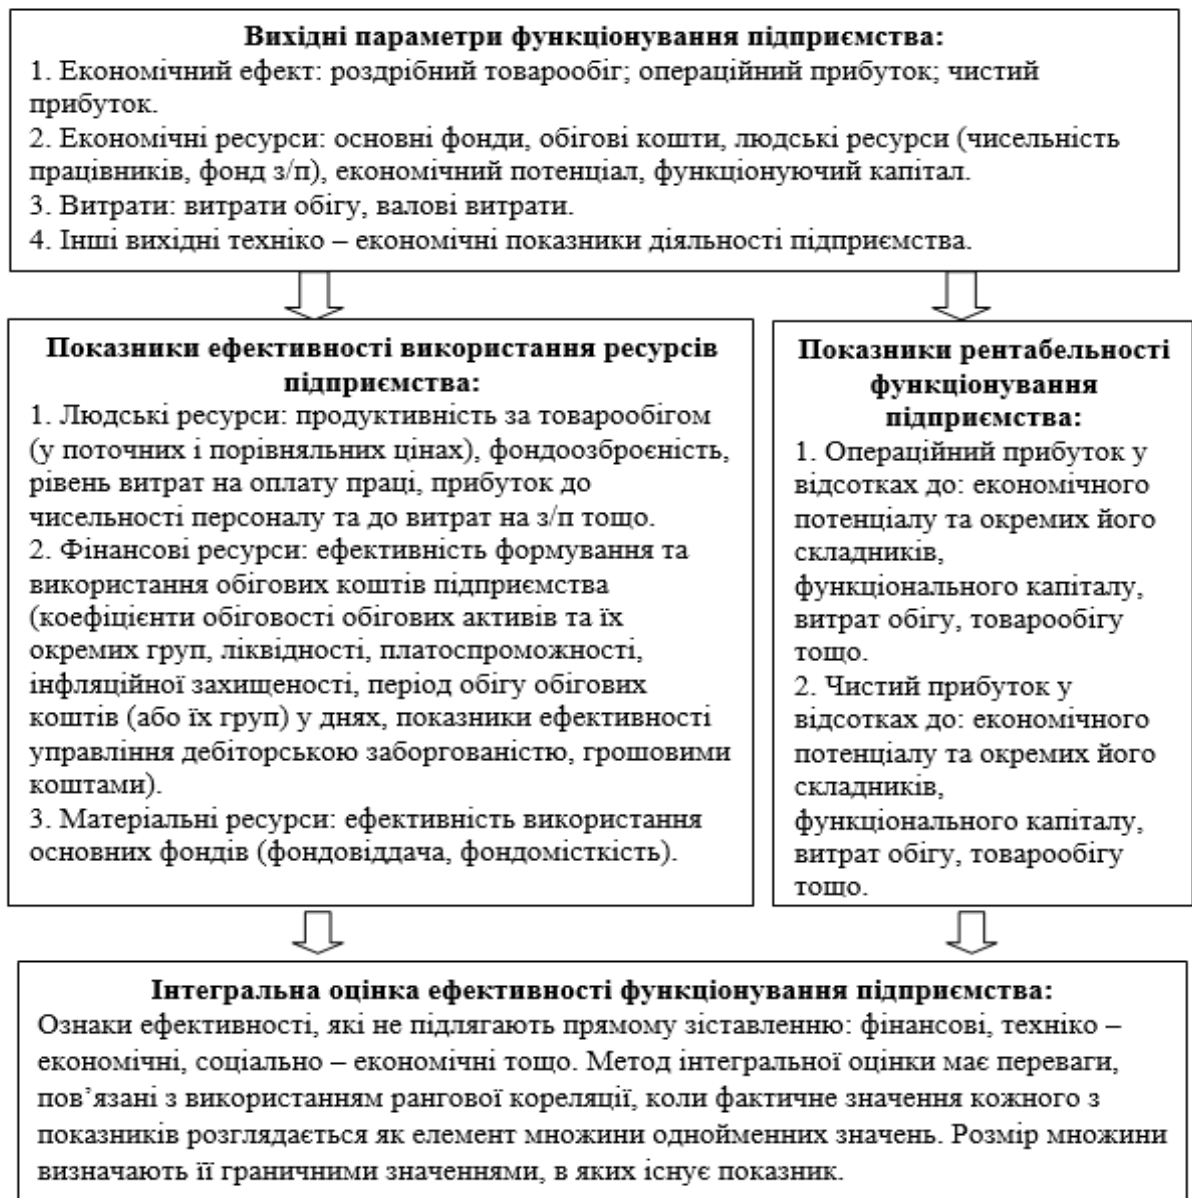 Вихідні параметри функціонування підприємства:
1. Економічний ефект: роздрібний товарообіг; операційний прибуток; чистий
прибуток.
2. Економічні ресурси: основні фонди, обігові кошти, людські ресурси (чисельність
працівників, фонд з/п), економічний потенціал, функціонуючий капітал.
3. Витрати: витрати обігу, валові витрати.
4. Інші вихідні техніко – економічні показники діяльності підприємства.
Показники ефективності використання ресурсів
підприємства:
1. Людські ресурси: продуктивність за товарообігом
(у поточних і порівняльних цінах), фондоозброєність,
рівень витрат на оплату праці, прибуток до
чисельності персоналу та до витрат на з/п тощо.
2. Фінансові ресурси: ефективність формування та
використання обігових коштів підприємства
(коефіцієнти обіговості обігових активів та їх
окремих груп, ліквідності, платоспроможності,
інфляційної захищеності, період обігу обігових
коштів (або їх груп) у днях, показники ефективності
управління дебіторською заборгованістю, грошовими
коштами).
3. Матеріальні ресурси: ефективність використання
основних фондів (фондовіддача, фондомісткість).
Показники рентабельності
функціонування
підприємства:
1. Операційний прибуток у
відсотках до: економічного
потенціалу та окремих його
складників,
функціонального капіталу,
витрат обігу, товарообігу
тощо.
2. Чистий прибуток у
відсотках до: економічного
потенціалу та окремих його
складників,
функціонального капіталу,
витрат обігу, товарообігу
тощо.
Інтегральна оцінка ефективності функціонування підприємства:
Ознаки ефективності, які не підлягають прямому зіставленню: фінансові, техніко –
економічні, соціально – економічні тощо. Метод інтегральної оцінки має переваги,
пов’язані з використанням рангової кореляції, коли фактичне значення кожного з
показників розглядається як елемент множини однойменних значень. Розмір множини
визначають її граничними значеннями, в яких існує показник.